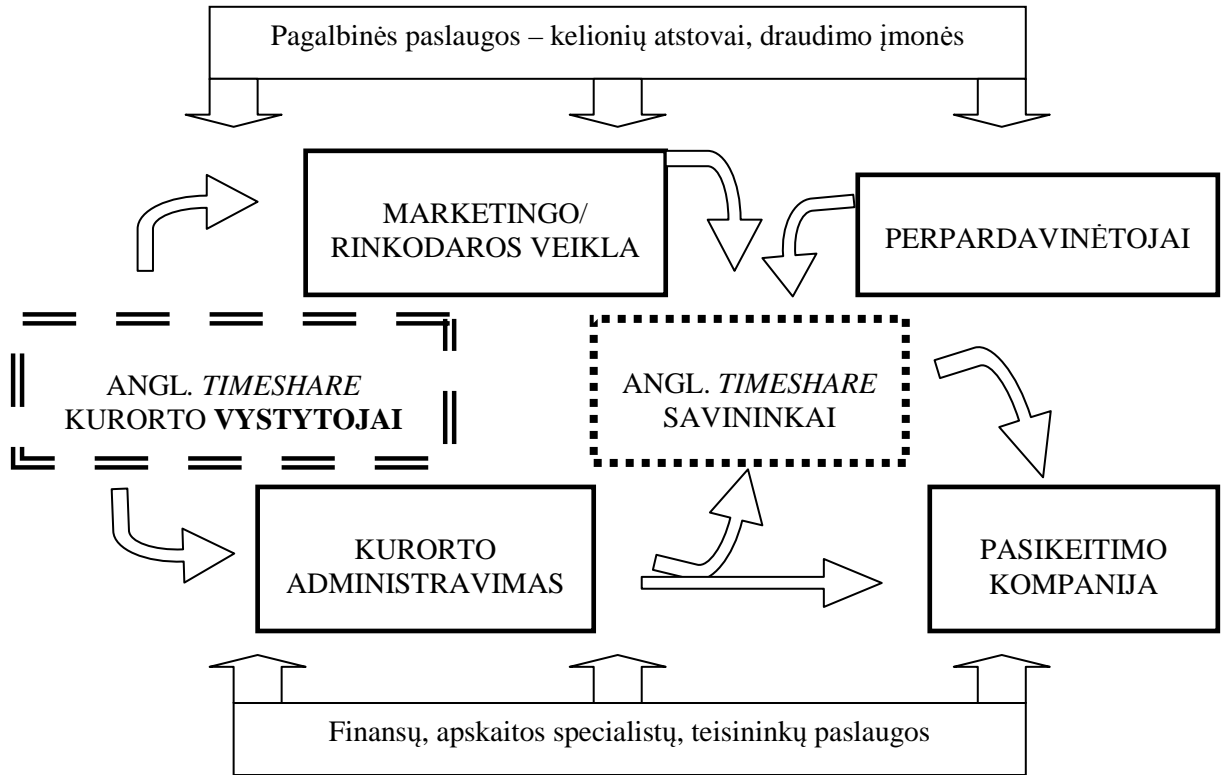 Pagalbinės paslaugos – kelionių atstovai, draudimo įmonės
MARKETINGO/
RINKODAROS VEIKLA
PERPARDAVINĖTOJAI
ANGL. TIMESHARE
KURORTO VYSTYTOJAI
ANGL. TIMESHARE
SAVININKAI
KURORTO
ADMINISTRAVIMAS
PASIKEITIMO
KOMPANIJA
Finansų, apskaitos specialistų, teisininkų paslaugos